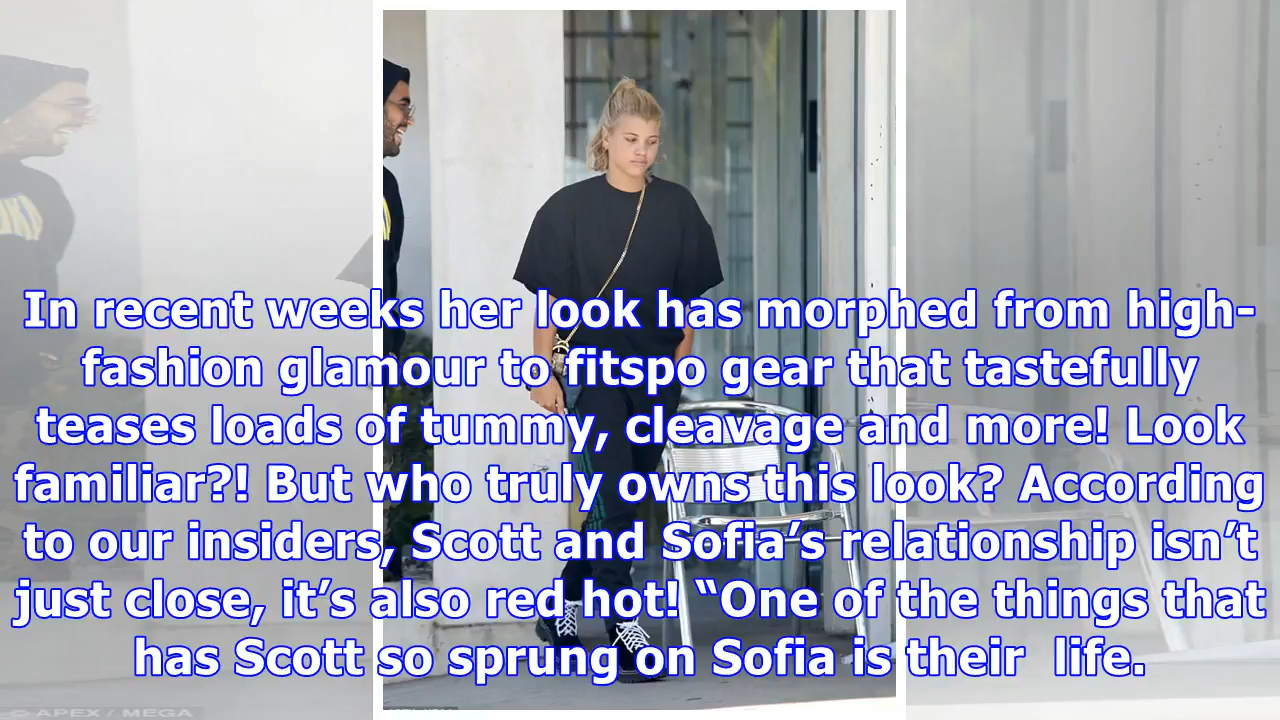 In recent weeks her look has morphed from high-
fashion glamour to fitspo gear that tastefully
teases loads of tummy, cleavage and more! Look
familiar?! But who truly owns this look? According
to our insiders, Scott and Sofia’s relationship isn’t
just close, it’s also red hot! “One of the things that
has Scott so sprung on Sofia is their  life.
APEX / MEGA